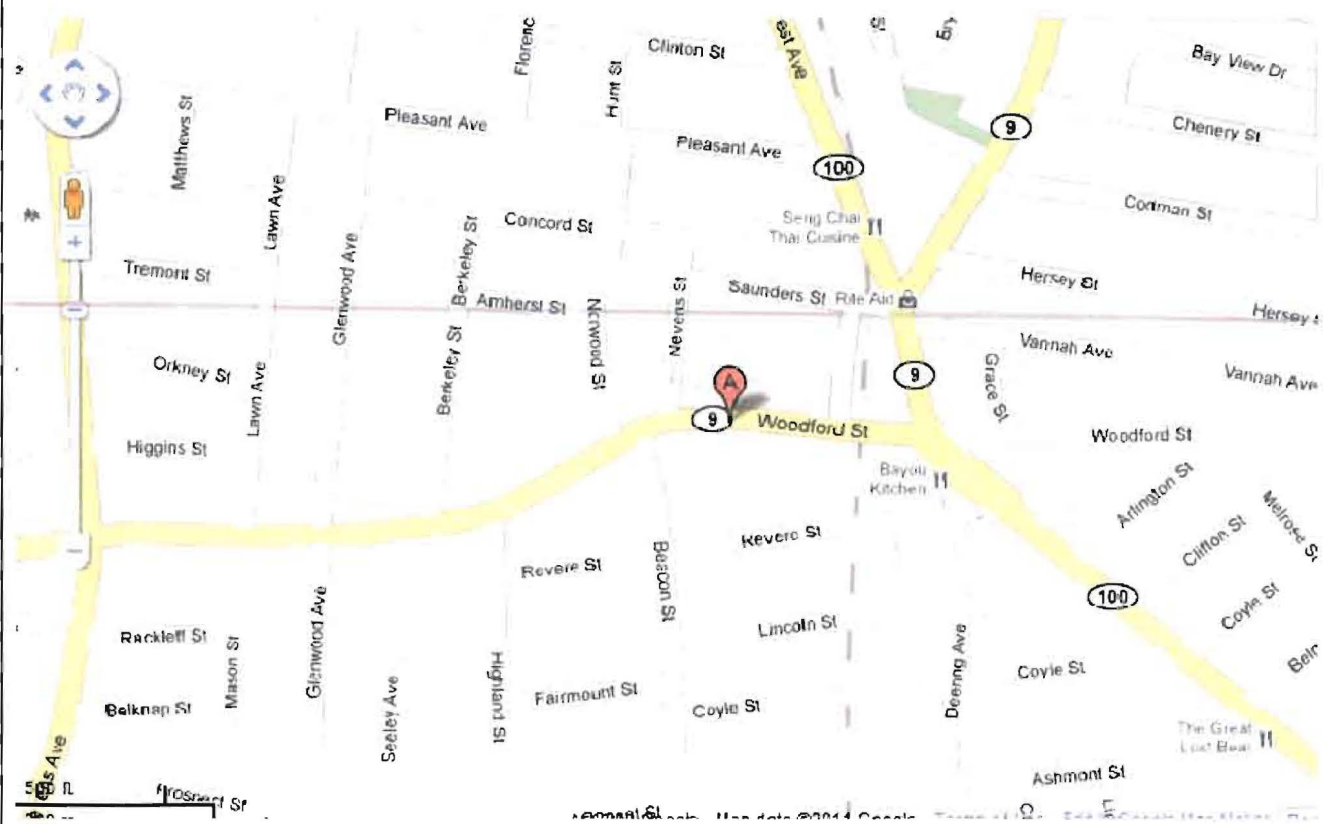 Clinton St
est Ave
Bay View Dr
Hunt St
Matthews St
Pleasant Ave
9
Chenery St
Pleasant Ave
100
Lawn Ave
Concord St
Seng Chai
Thai Cuisine
Berkeley St
Glenwood Ave
Tremont St
Hersey St
Nevens St
Saunders St
Rite Aid
Amherst St
Norwood St
Vannah Ave
Orkney St
Berkeley St
Grace St
9
Vannah Ave
A
Lawn Ave
9
Woodford St
Woodford St
Higgins St
Bayou
Kitchen
Arlington St
Melrose St
Clifton St
Revere St
Revere St
Beacon St
100
Coyle St
Lincoln St
Rackleff St
Mason St
Glenwood Ave
Highland St
Deering Ave
Coyle St
Fairmount St
Belknap St
Seeley Ave
Coyle St
The Great
Lost Bear
Ashmont St
Prospect St